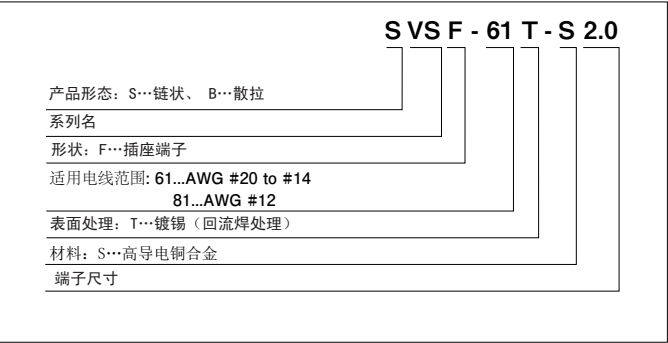 S VS F - 61 T - S 2.0
产品形态：S…链状、 B…散拉
系列名
形状：F…插座端子
适用电线范围: 61...AWG #20 to #14
81...AWG #12
表面处理：T…镀锡（回流焊处理）
材料：S…高导电铜合金
端子尺寸